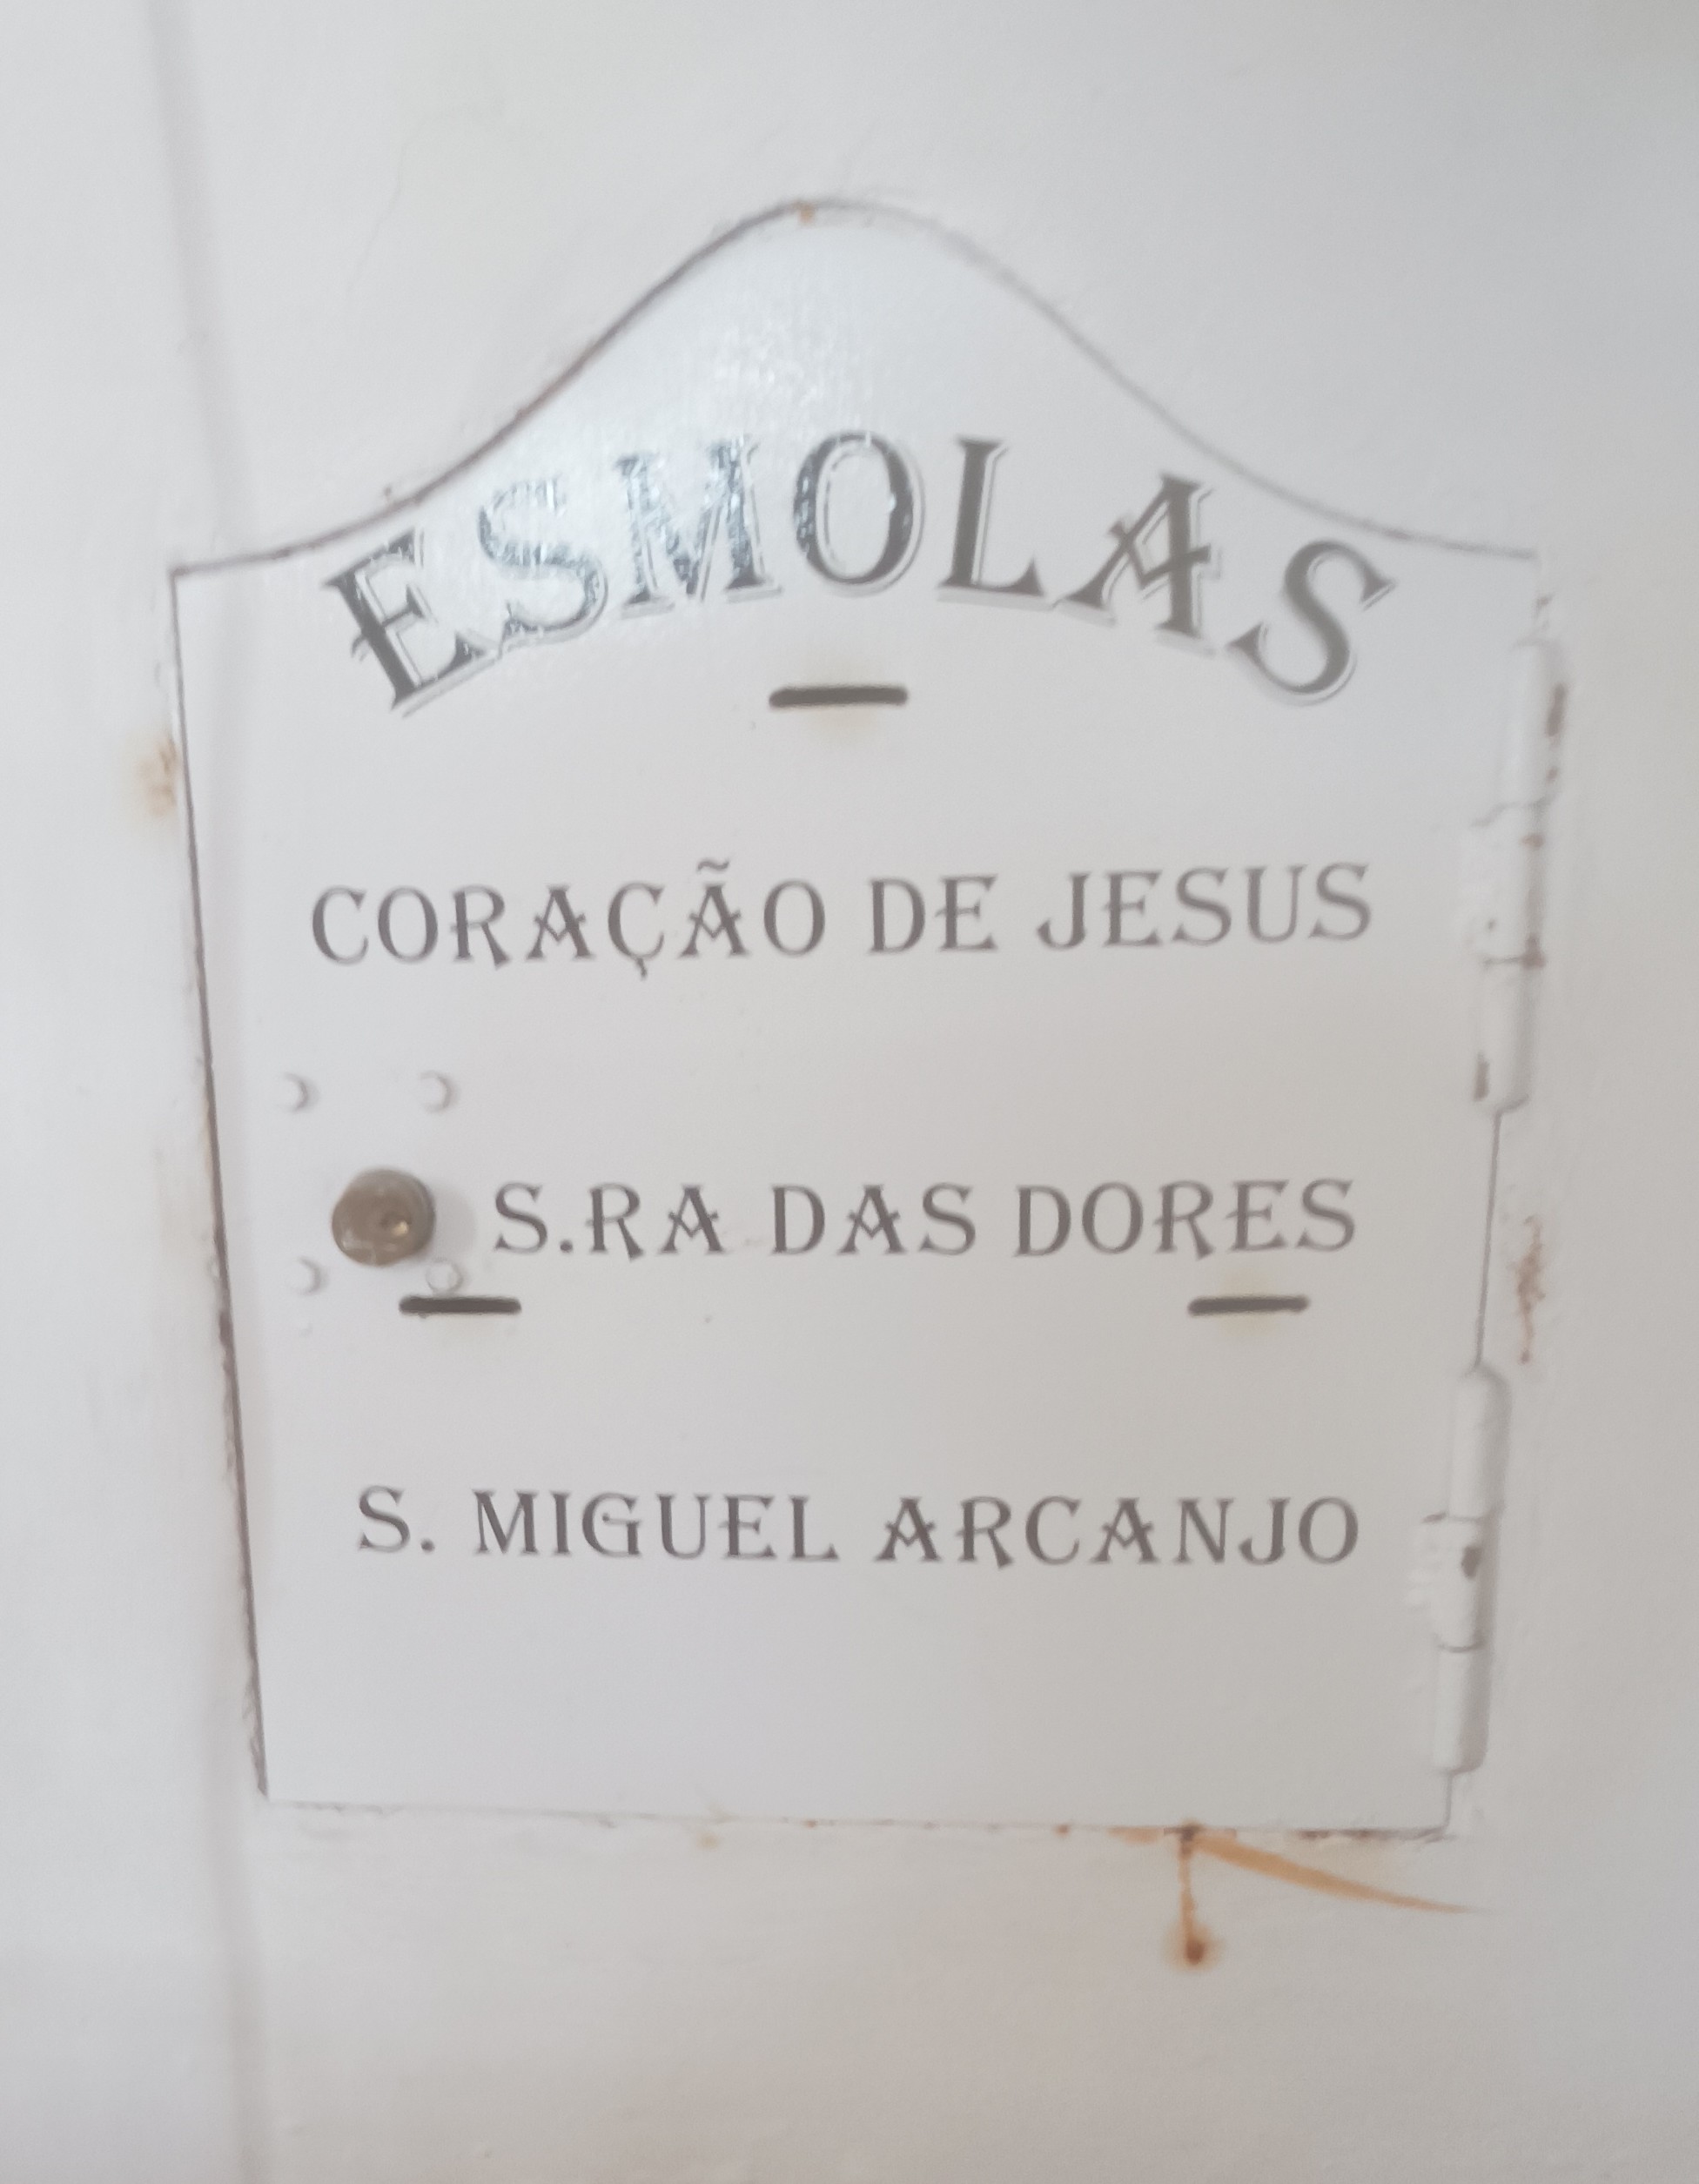 ESMOLAS
CORAÇÃO DE JESUS
S.RA DAS DORES
S. MIGUEL ARCANJO